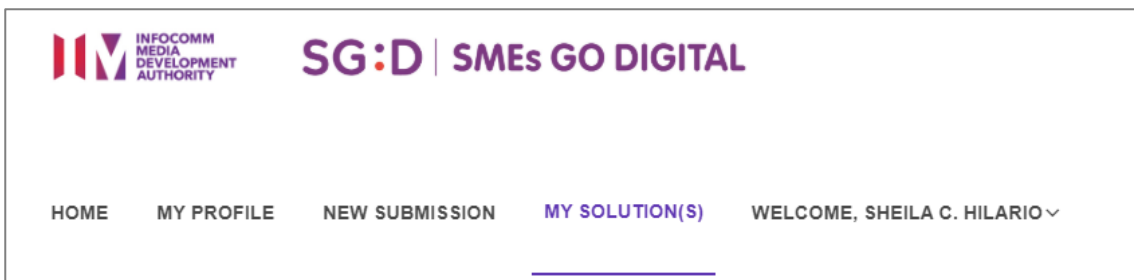 INFOCOMM
MEDIA
DEVELOPMENT
AUTHORITY
SG:D | SMEs GO DIGITAL
HOME MY PROFILE NEW SUBMISSION MY SOLUTION(S) WELCOME, SHEILA C. HILARIO